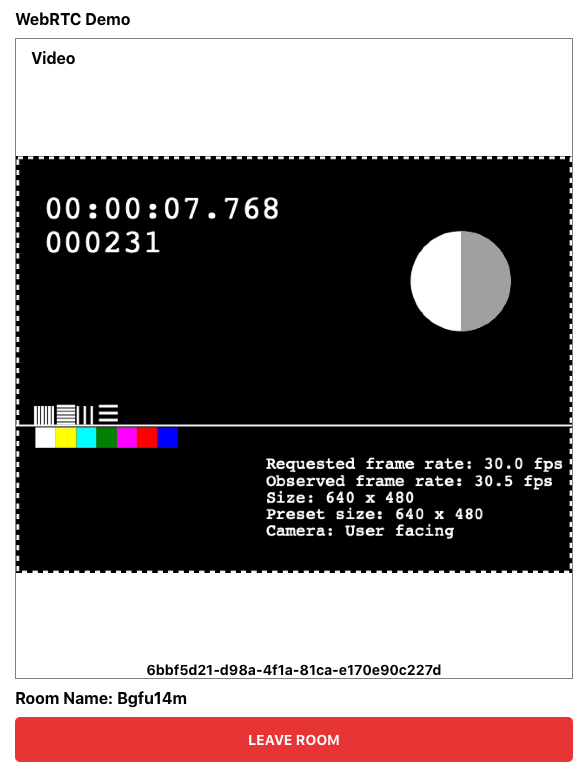 WebRTC Demo
Video
00:00:07.768
000231
Requested frame rate: 30.0 fps
Observed frame rate: 30.5 fps
Size: 640 x 480
Preset size: 640 x 480
Camera: User facing
6bbf5d21-d98a-4f1a-81ca-e170e90c227d
Room Name: Bgfu14m
LEAVE ROOM